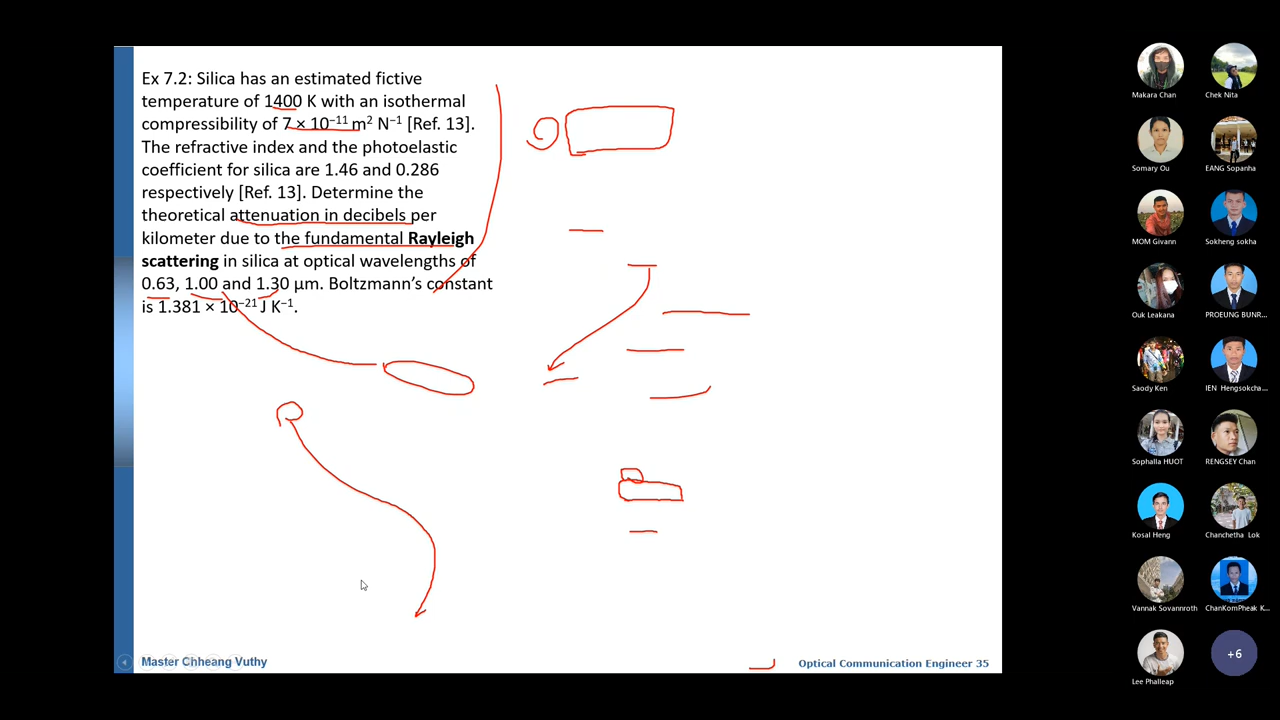 Ex 7.2: Silica has an estimated fictive
temperature of 1400 K with an isothermal
compressibility of 7 × 10⁻¹¹ m² N⁻¹ [Ref. 13].
The refractive index and the photoelastic
coefficient for silica are 1.46 and 0.286
respectively [Ref. 13]. Determine the
theoretical attenuation in decibels per
kilometer due to the fundamental Rayleigh
scattering in silica at optical wavelengths of
0.63, 1.00 and 1.30 μm. Boltzmann's constant
is 1.381 × 10⁻²¹ J K⁻¹.
Master Chheang Vuthy
Optical Communication Engineer 35
Makara Chan
Chek Nita
Somary Ou
EANG Sopanha
MOM Givann
Sokheng sokha
Ouk Leakana
PROEUNG BUNR...
Saody Ken
IEN Hengsokcha...
Sophalla HUOT
RENGSEY Chan
Kosal Heng
Chanchetha Lok
Vannak Sovannroth
ChanKomPheak K...
Lee Phalleap
+6